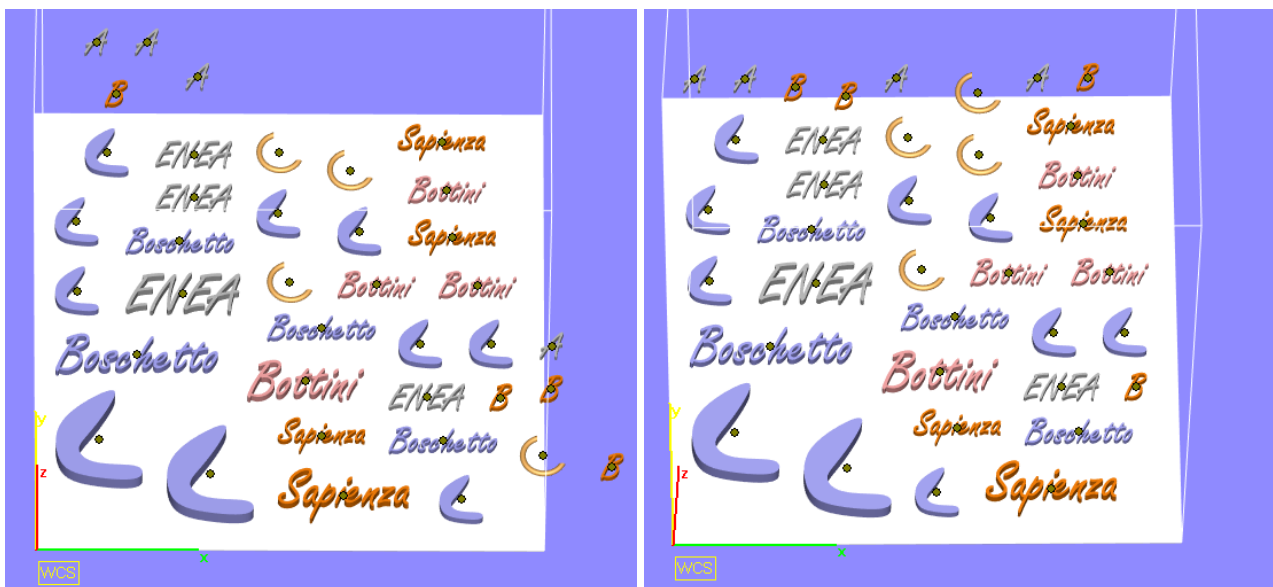 A A
A
B
ENEA Sapienza
ENEA Bottini
Boschetto Sapienza
ENEA Bottini Bottini
Boschetto
Boschetto A
Bottini ENEA B B
Sapienza Boschetto
Sapienza B
y
z
x
WCS
A A B B A A B
Sapienza
ENEA
ENEA Bottini
Boschetto Sapienza
ENEA Bottini Bottini
Boschetto
Boschetto
Bottini ENEA B
Sapienza Boschetto
Sapienza
y
z
x
WCS